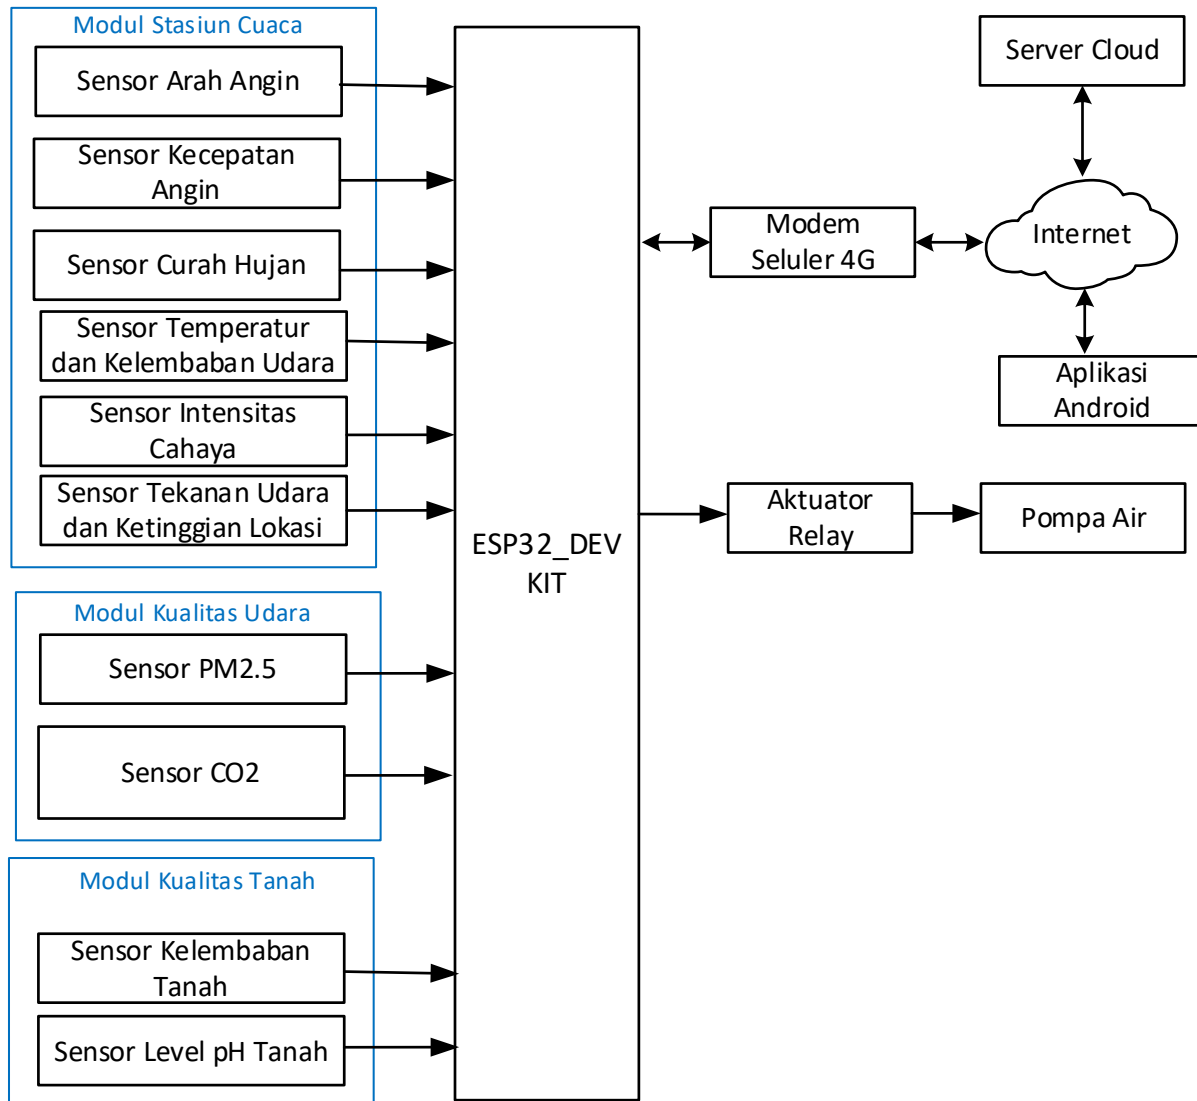 Modul Stasiun Cuaca
Sensor Arah Angin
Sensor Kecepatan
Angin
Sensor Curah Hujan
Sensor Temperatur
dan Kelembaban Udara
Sensor Intensitas
Cahaya
Sensor Tekanan Udara
dan Ketinggian Lokasi
Modul Kualitas Udara
Sensor PM2.5
Sensor CO2
Modul Kualitas Tanah
Sensor Kelembaban
Tanah
Sensor Level pH Tanah
ESP32_DEV
KIT
Server Cloud
Modem
Seluler 4G
Internet
Aplikasi
Android
Aktuator
Relay
Pompa Air